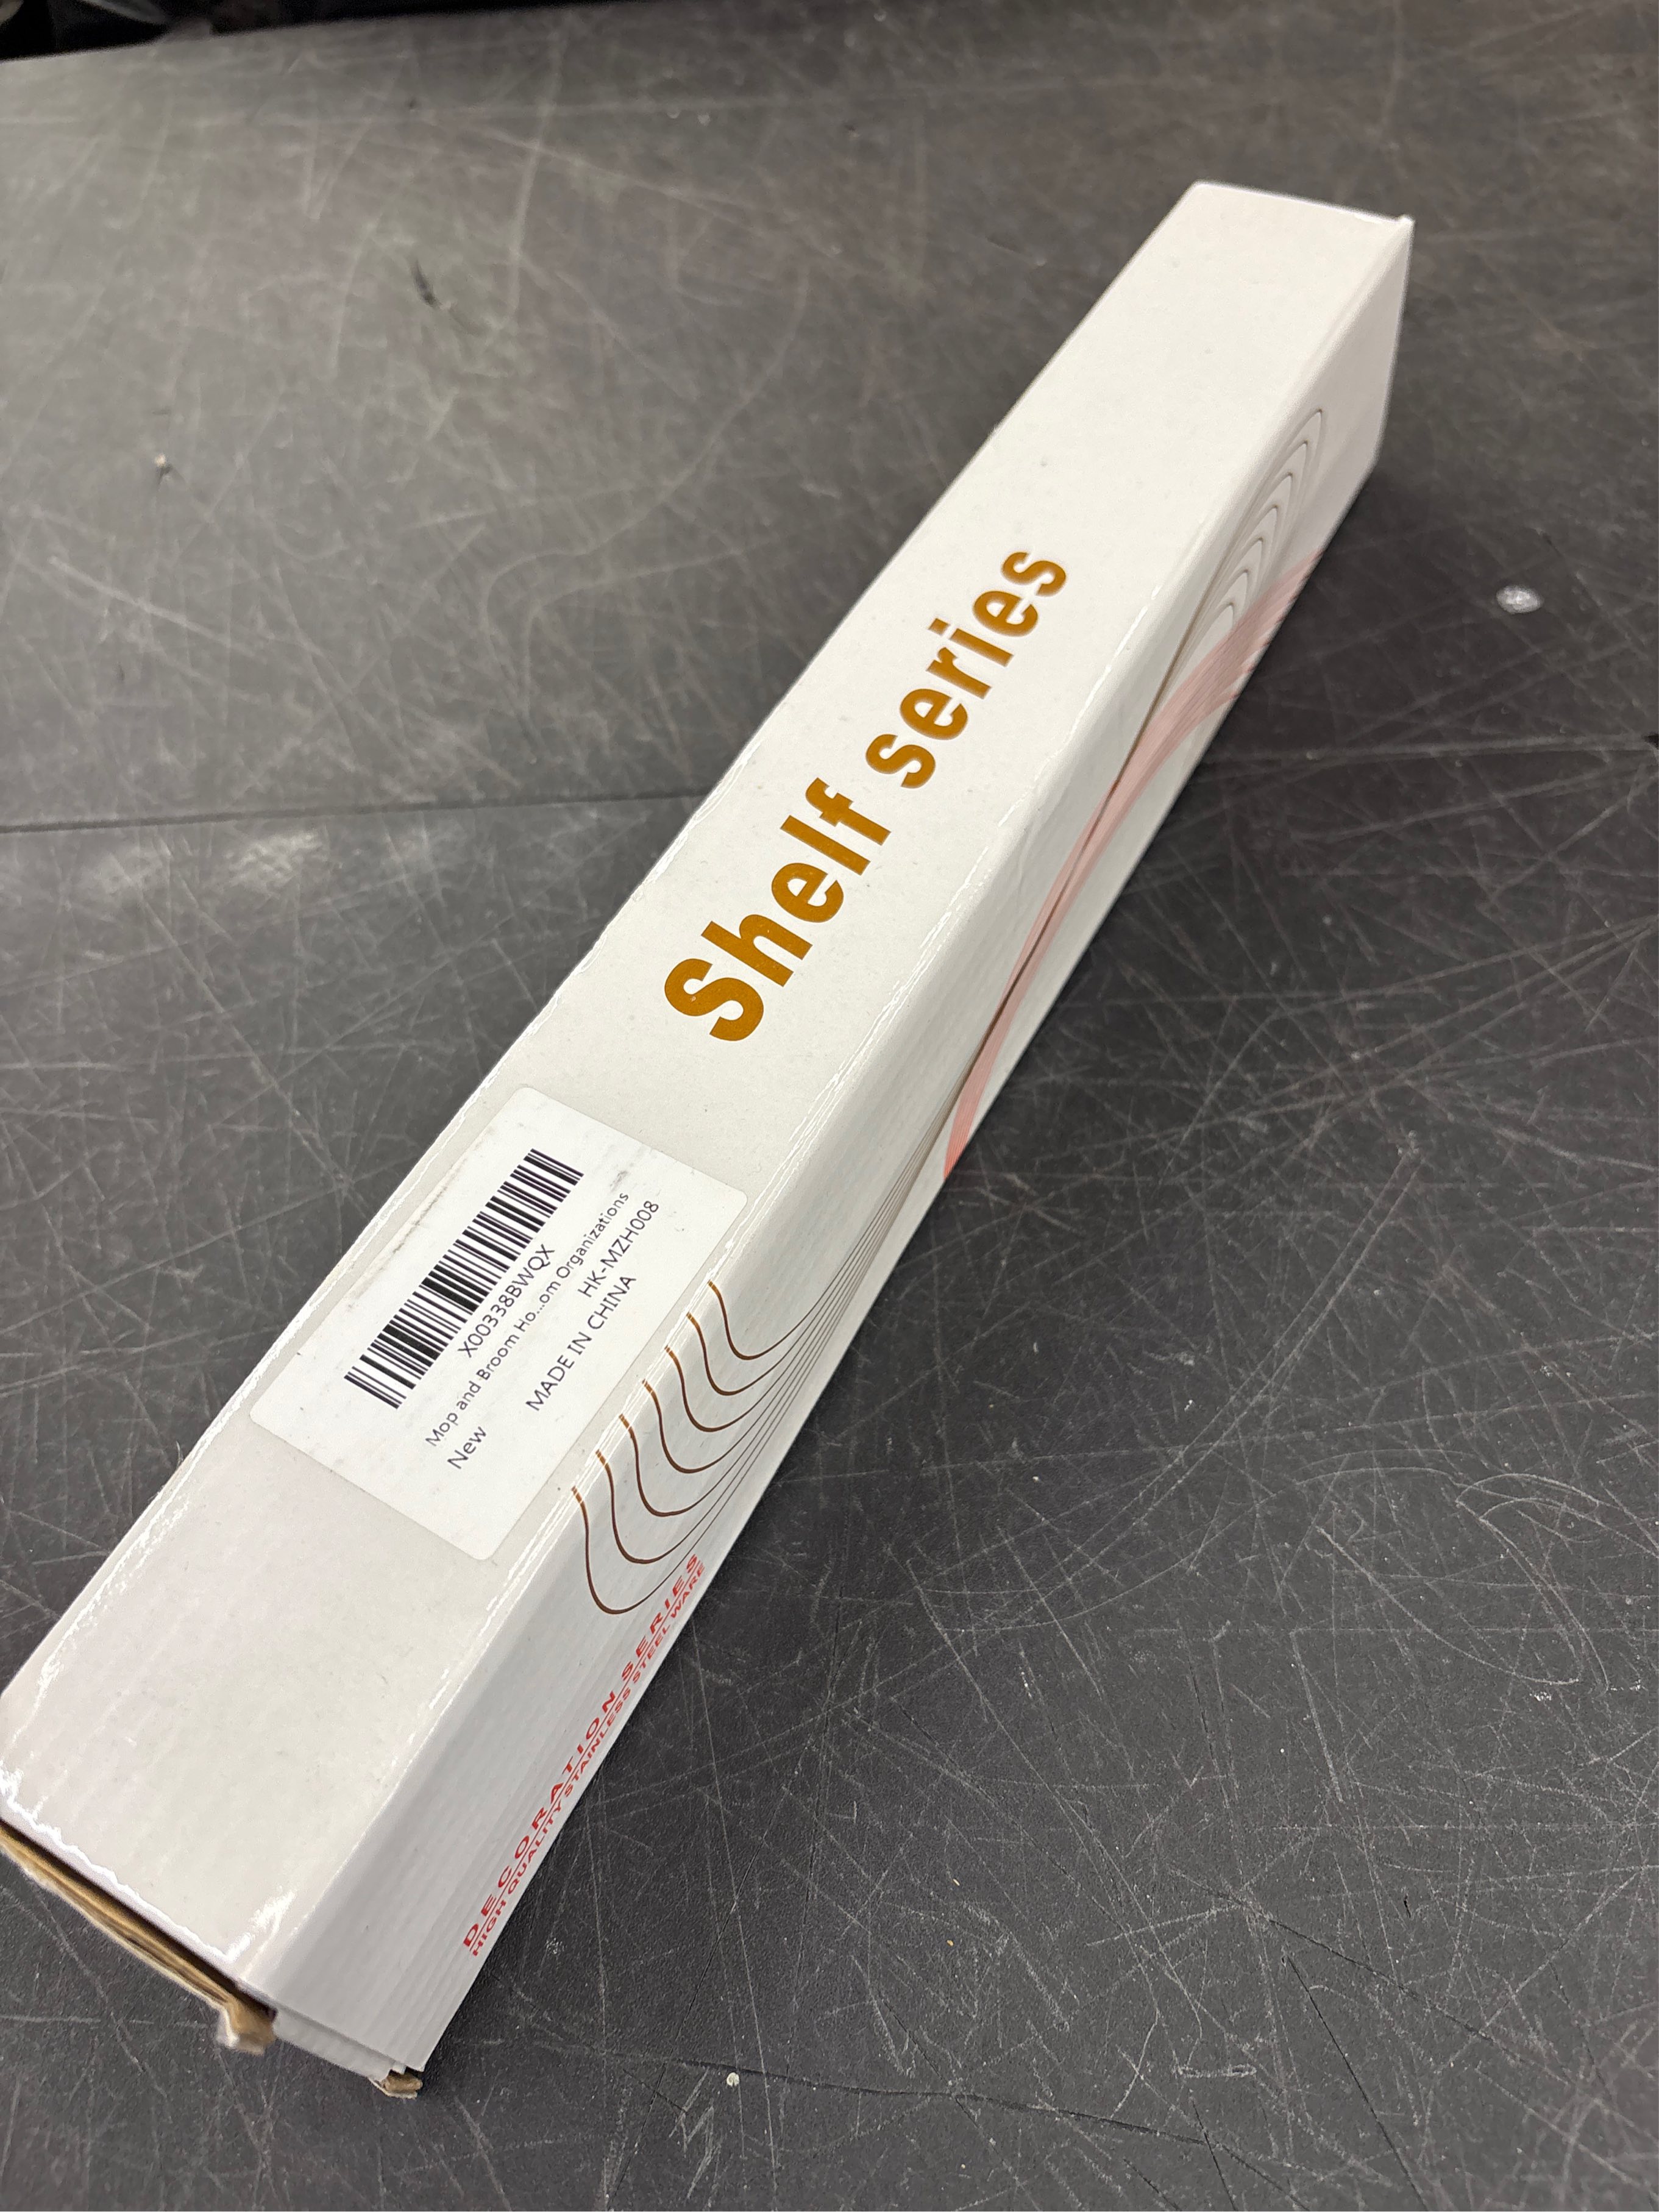 Shelf series
X00338BWQX
Mop and Broom Ho...om Organizations
New HK-MZH008
MADE IN CHINA
DECORATION SERIES
HIGH QUALITY STAINLESS STEEL WARE